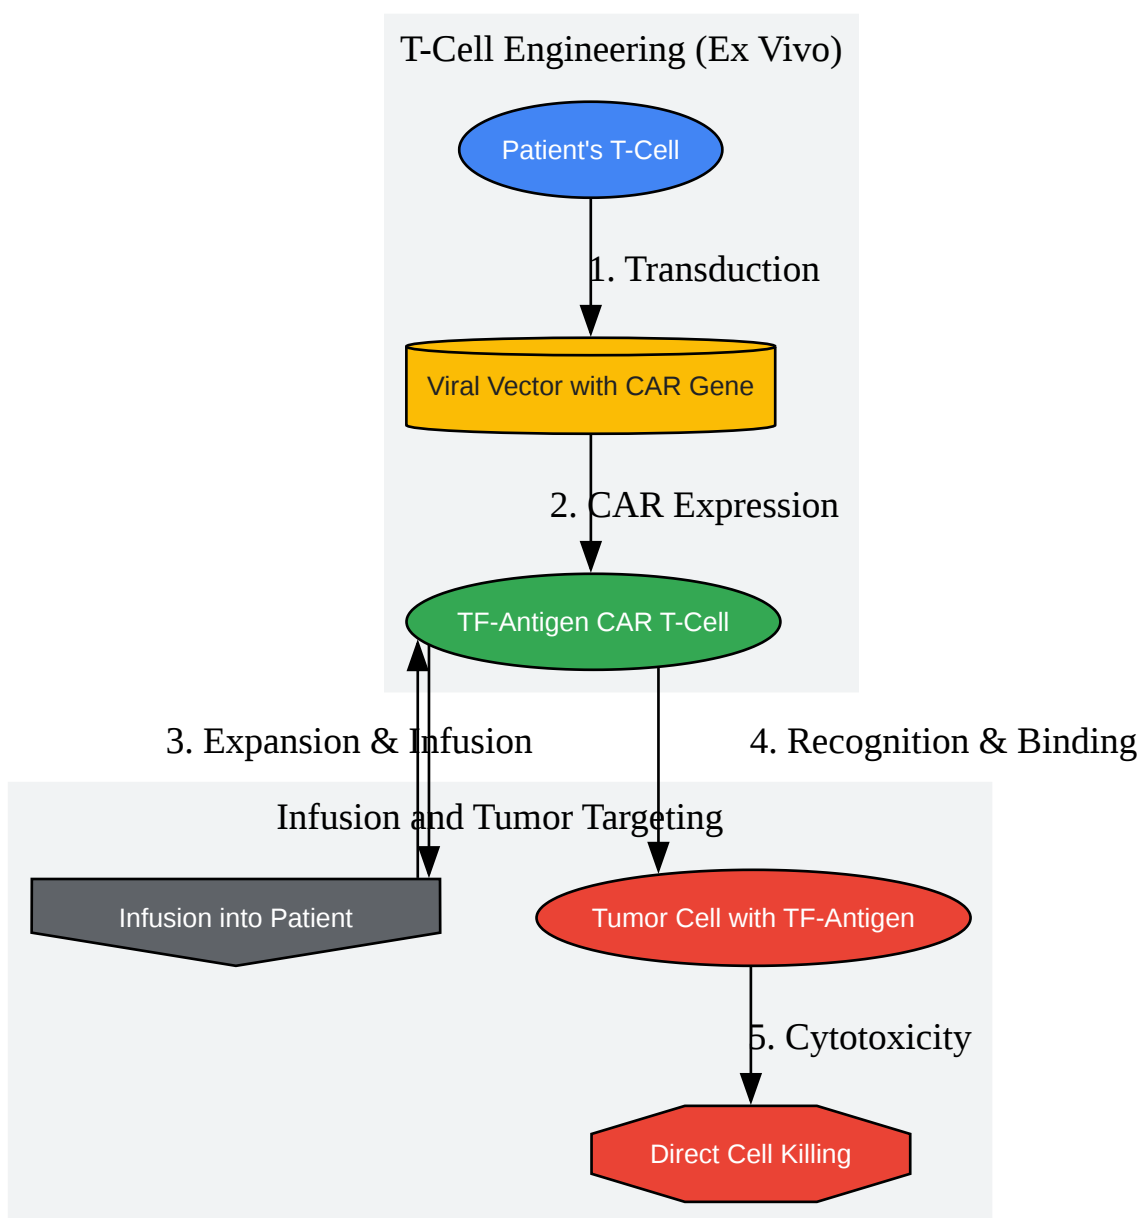 T-Cell Engineering (Ex Vivo)
Patient's T-Cell
1. Transduction
Viral Vector with CAR Gene
2. CAR Expression
TF-Antigen CAR T-Cell
3. Expansion & Infusion
4. Recognition & Binding
Infusion and Tumor Targeting
Infusion into Patient
Tumor Cell with TF-Antigen
5. Cytotoxicity
Direct Cell Killing